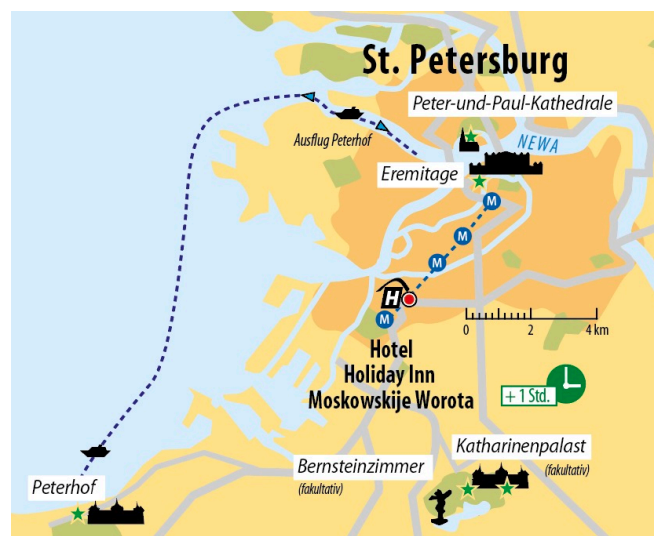 St. Petersburg
Peter-und-Paul-Kathedrale
Ausflug Peterhof
NEWA
Eremitage
M
M
M
H
M
0 2 4 km
Hotel
Holiday Inn
Moskowskije Worota
+ 1 Std.
Katharinenpalast
(fakultativ)
Bernsteinzimmer
(fakultativ)
Peterhof